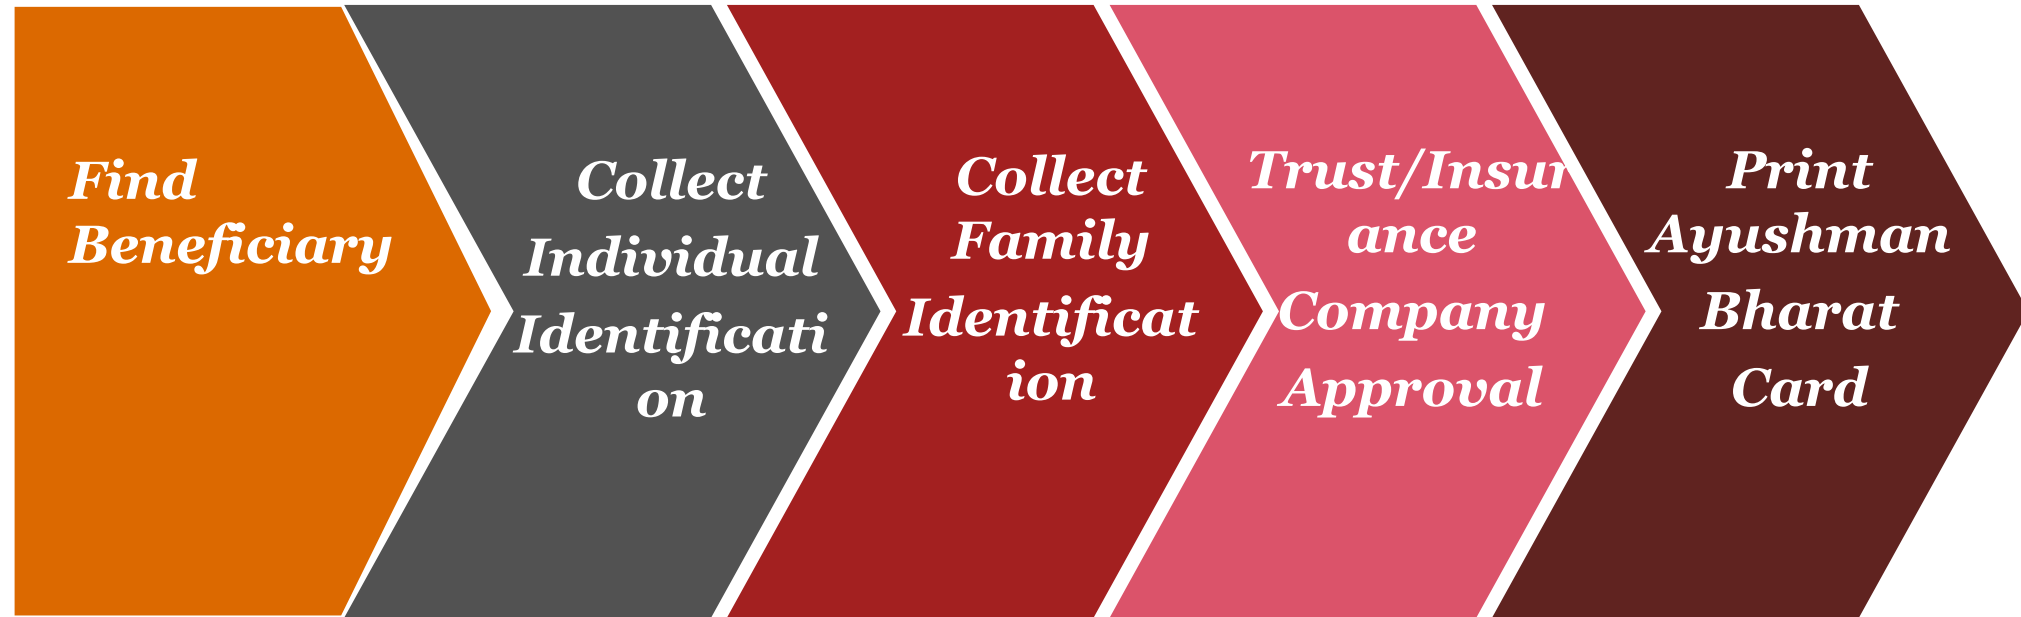 Find
Beneficiary
Collect
Individual
Identificati
on
Collect
Family
Identificat
ion
Trust/Insur
ance
Company
Approval
Print
Ayushman
Bharat
Card